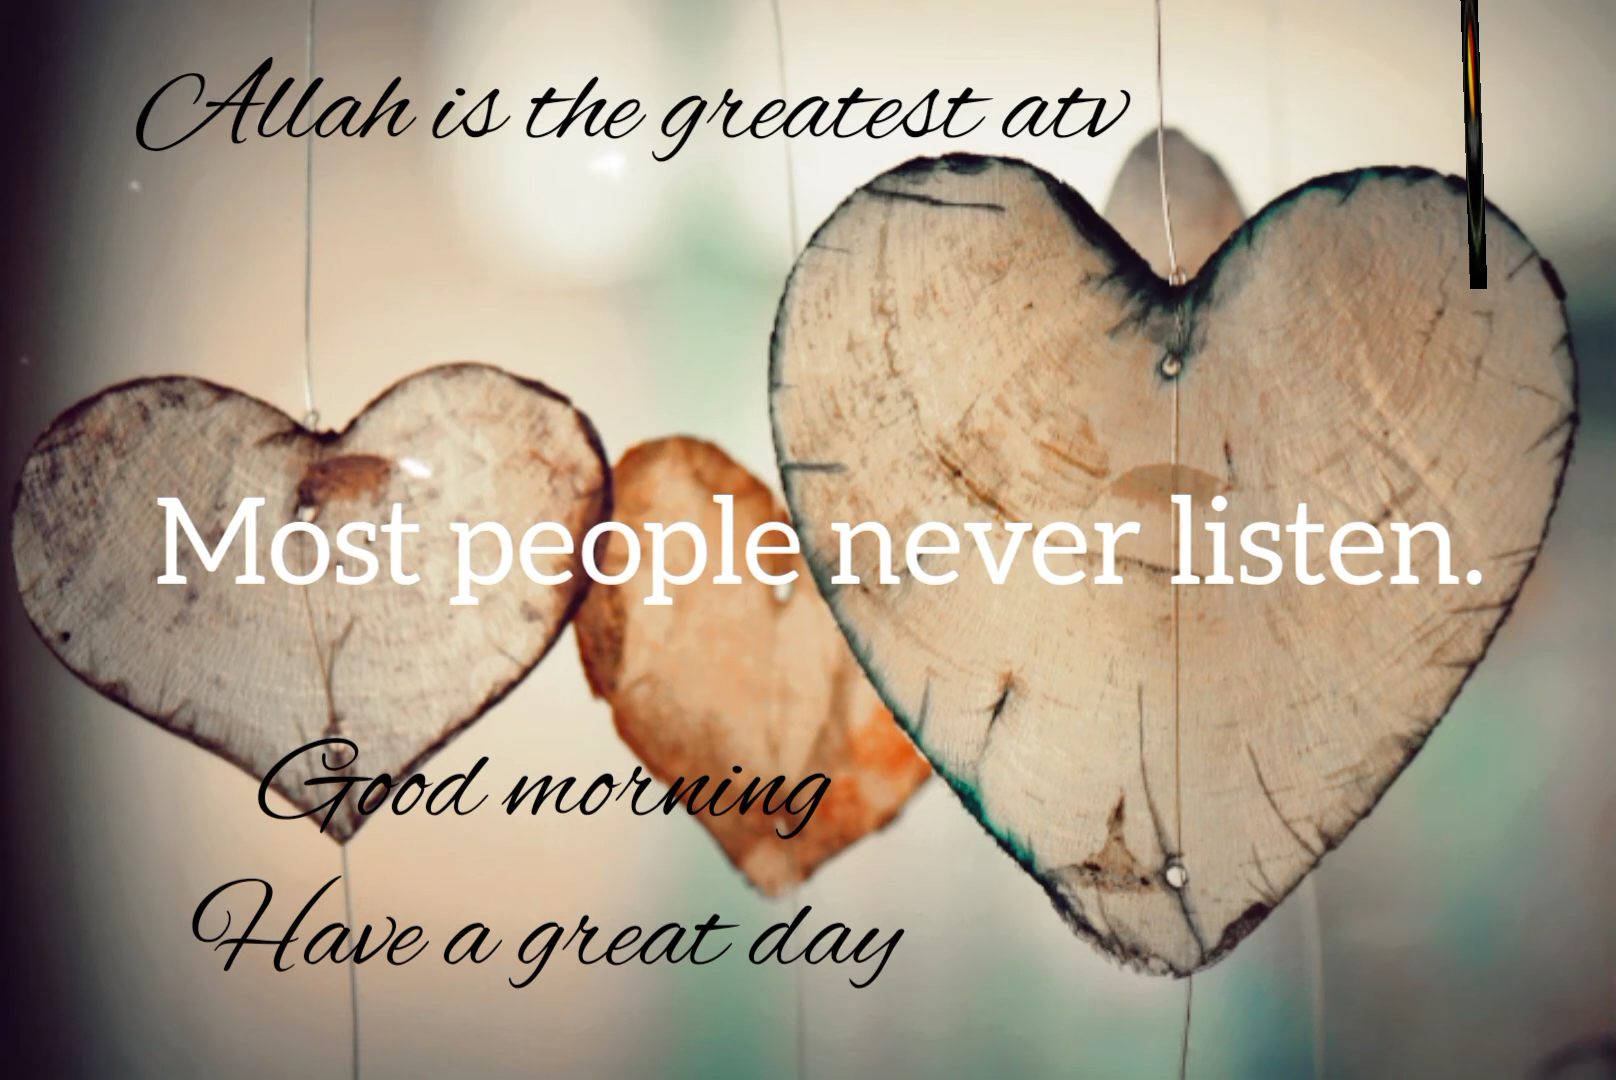 Allah is the greatest atv
Most people never listen.
Good morning
Have a great day